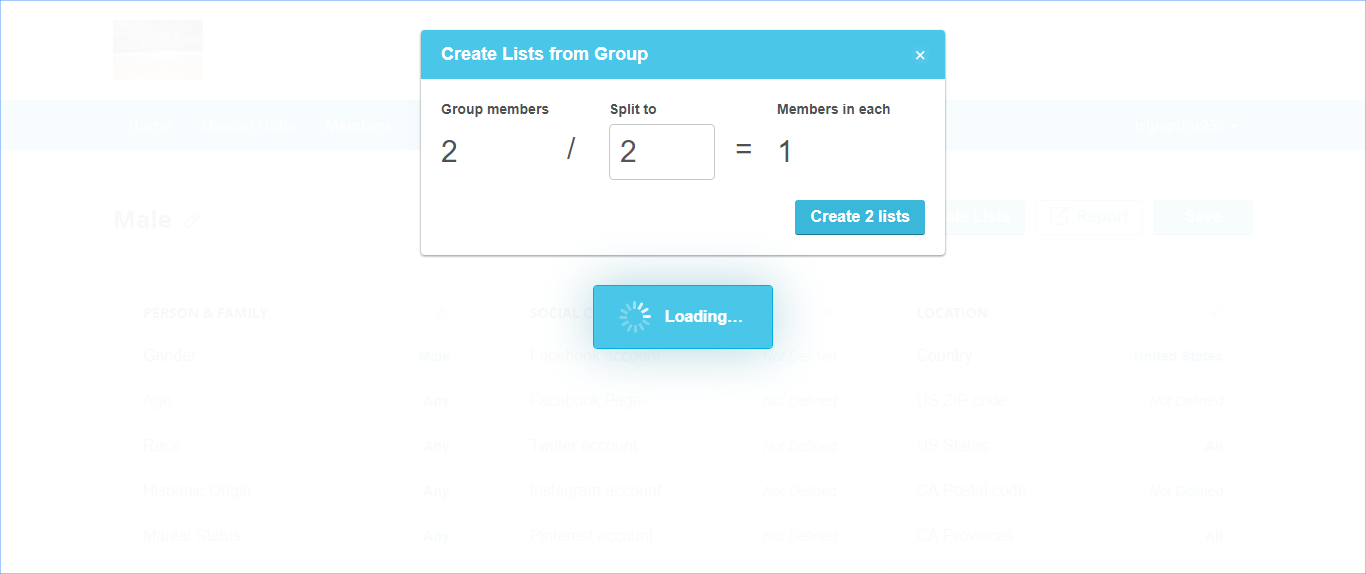 Create Lists from Group ×
Group members Split to Members in each
2 / 2 = 1
Create 2 lists
Home Members
Male Report Save
Loading...
PERSON & FAMILY SOCIAL LOCATION
Gender Male Facebook account Not Defined Country United States
Age Any Facebook Page Not Defined US ZIP code Not Defined
Race Any Twitter account Not Defined US States All
Hispanic Origin Any Instagram account Not Defined CA Postal code Not Defined
Marital Status Any Pinterest account Not Defined CA Provinces All